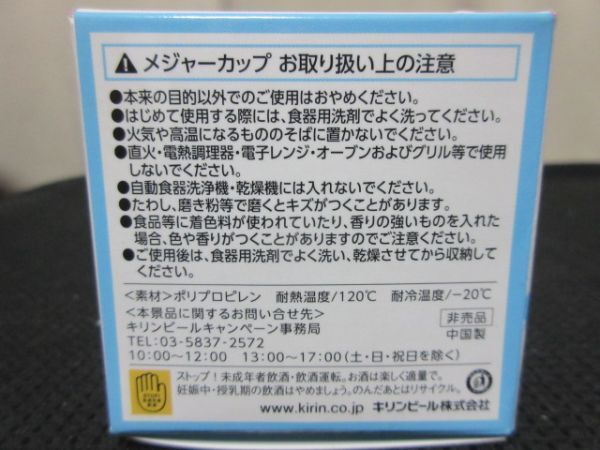 ⚠ メジャーカップ お取り扱い上の注意
●本来の目的以外でのご使用はおやめください。
●はじめて使用する際には、食器用洗剤でよく洗ってください。
●火気や高温になるもののそばに置かないでください。
●直火・電熱調理器・電子レンジ・オーブンおよびグリル等で使用
しないでください。
●自動食器洗浄機・乾燥機には入れないでください。
●たわし、磨き粉等で磨くとキズがつくことがあります。
●食品等に着色料が使われていたり、香りの強いものを入れた
場合、色や香りがつくことがありますのでご注意ください。
●ご使用後は、食器用洗剤でよく洗い、乾燥させてから収納して
ください。
<素材>ポリプロピレン 耐熱温度/120℃ 耐冷温度/-20℃
<本景品に関するお問い合せ先>
キリンビールキャンペーン事務局
TEL:03-5837-2572
10:00~12:00 13:00~17:00(土・日・祝日を除く)
非売品
中国製
ストップ!未成年者飲酒・飲酒運転。お酒は楽しく適量で。
妊娠中・授乳期の飲酒はやめましょう。のんだあとはリサイクル。
www.kirin.co.jp キリンビール株式会社